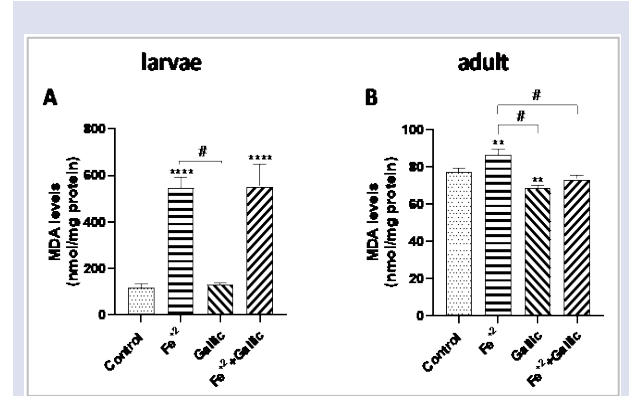 larvae
adult
A
B
MDA levels
(nmol/mg protein)
800
600
400
200
0
****
#
****
Control
Fe+2
Gallic
Fe+2+Gallic
MDA levels
(nmol/mg protein)
100
80
60
40
20
0
#
#
**
**
Control
Fe+2
Gallic
Fe+2+Gallic